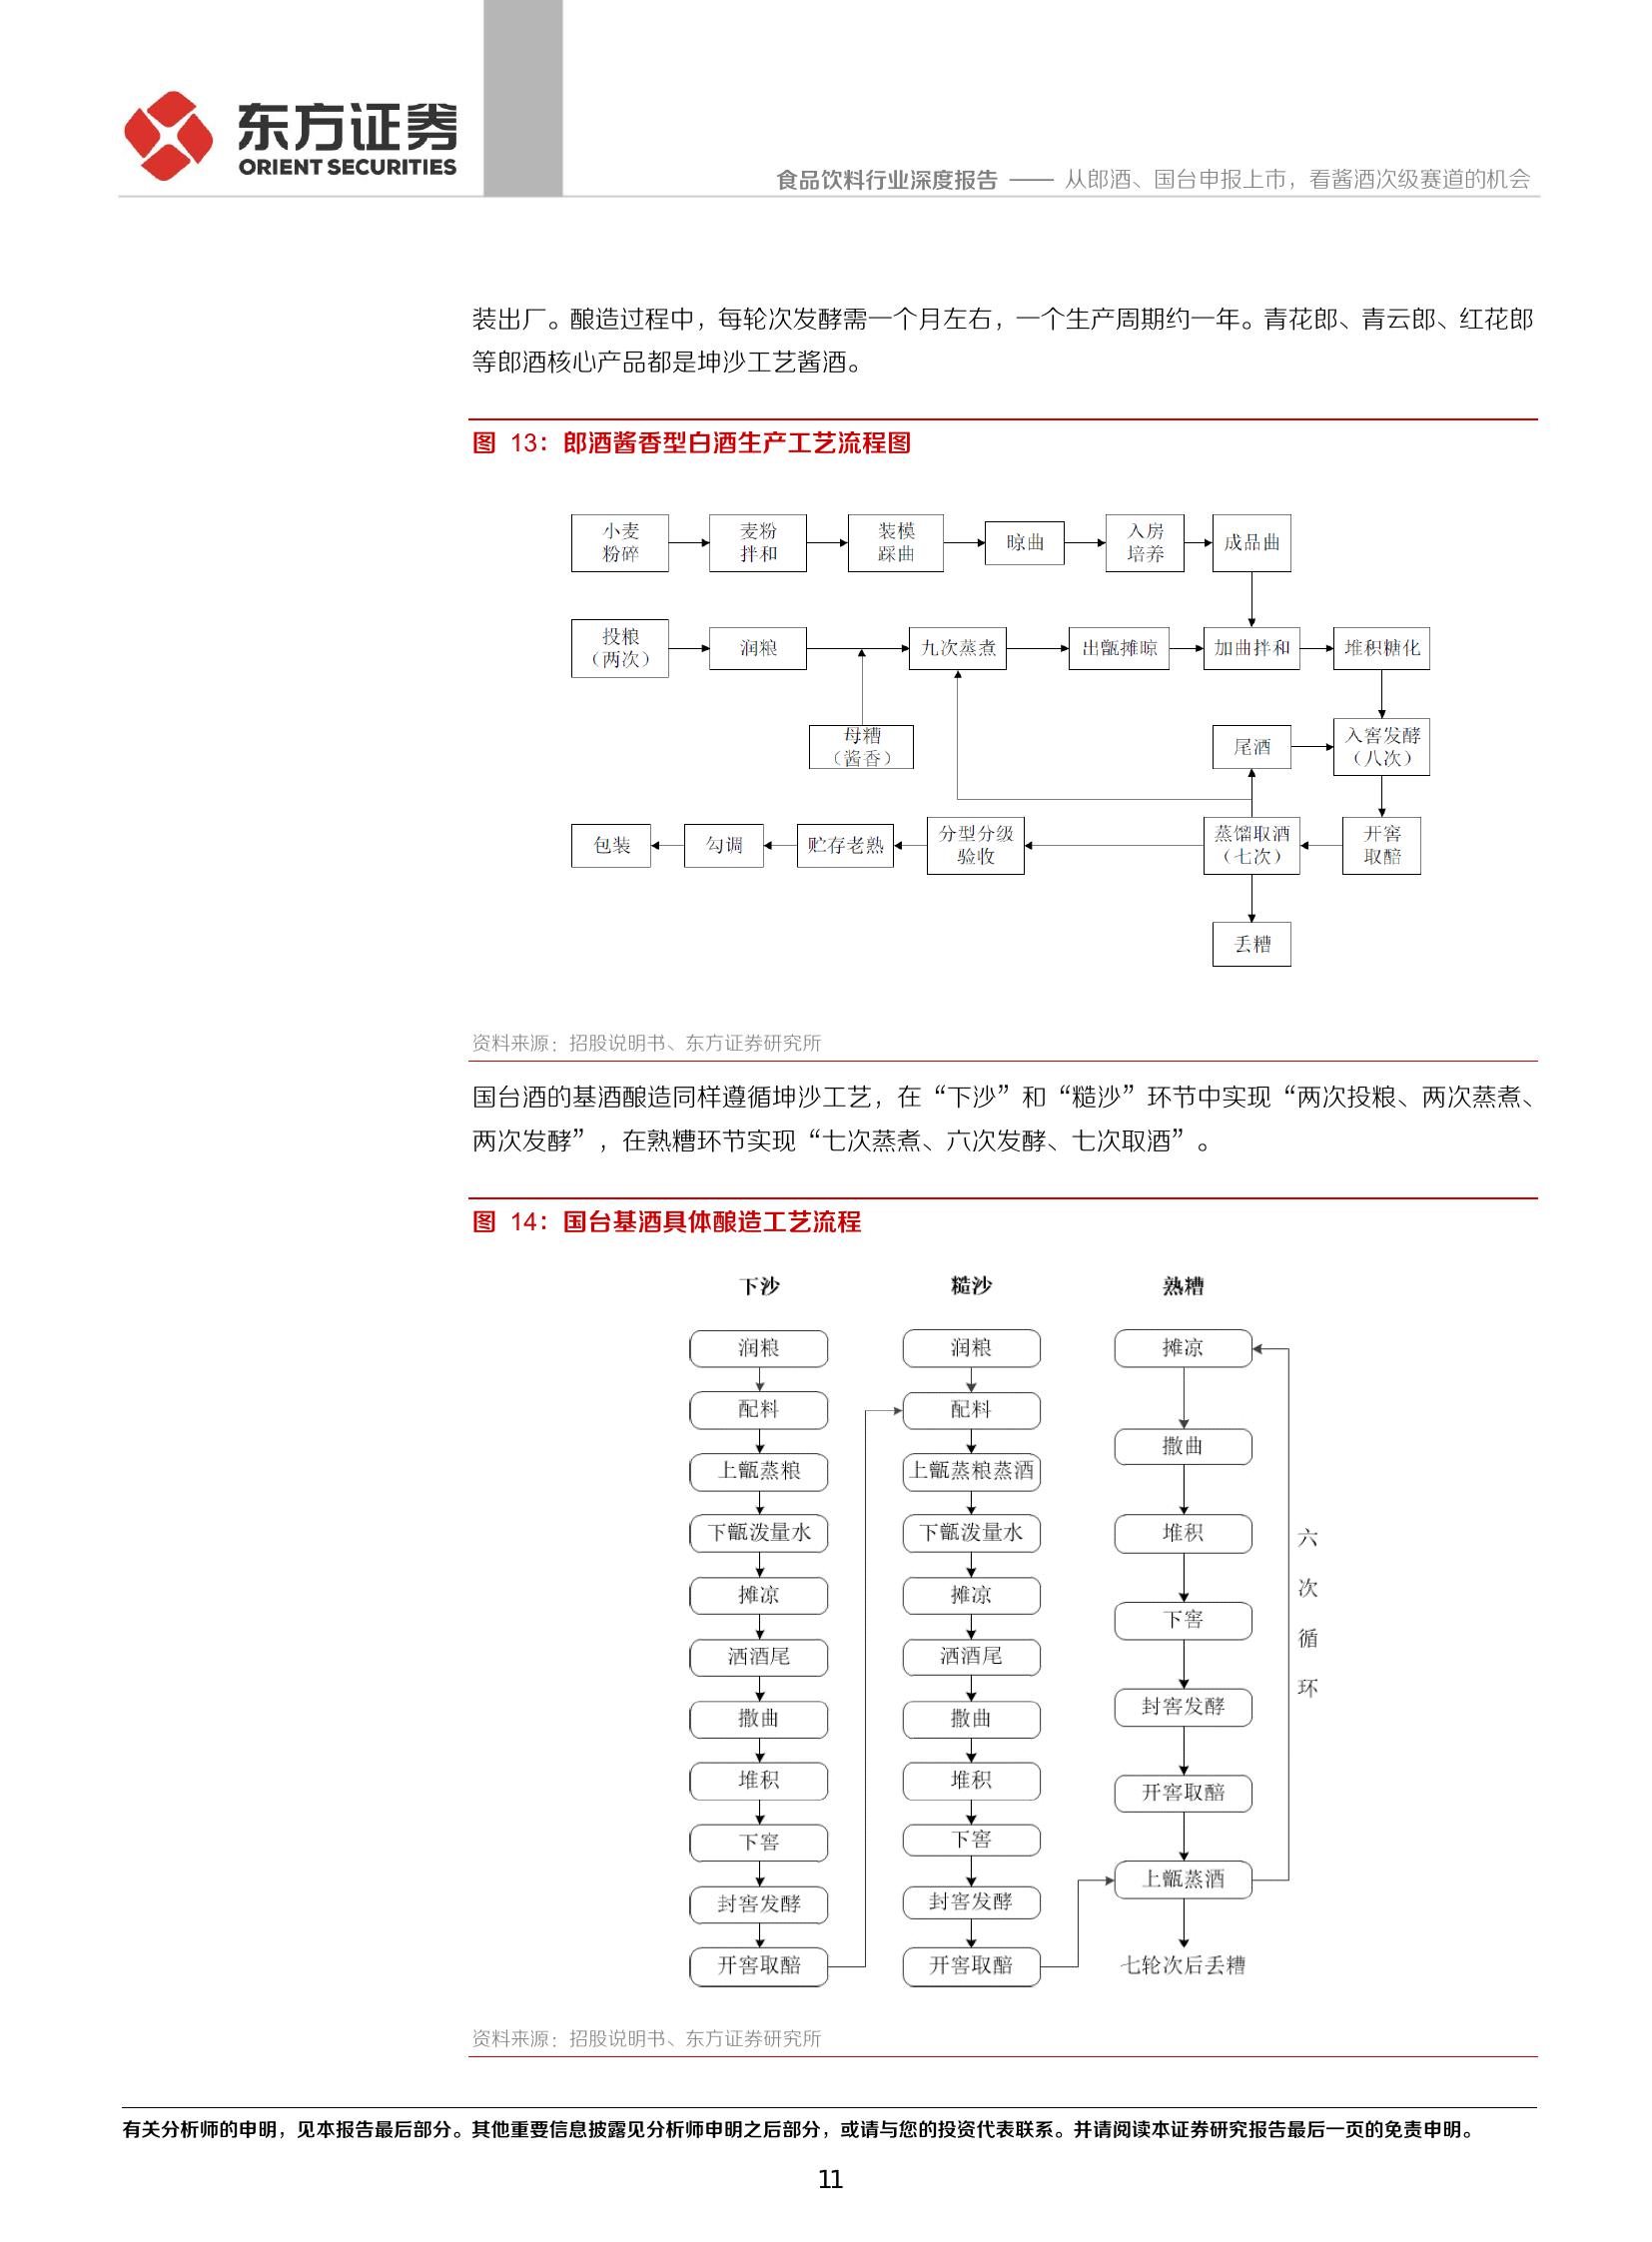 东方证券
ORIENT SECURITIES
食品饮料行业深度报告 —— 从郎酒、国台申报上市，看酱酒次级赛道的机会
装出厂。酿造过程中，每轮次发酵需一个月左右，一个生产周期约一年。青花郎、青云郎、红花郎
等郎酒核心产品都是坤沙工艺酱酒。
图 13：郎酒酱香型白酒生产工艺流程图
小麦
粉碎
麦粉
拌和
装模
踩曲
晾曲
入房
培养
成品曲
投粮
（两次）
润粮
九次蒸煮
出甑摊晾
加曲拌和
堆积糖化
母糟
（酱香）
尾酒
入窖发酵
（八次）
包装
勾调
贮存老熟
分型分级
验收
蒸馏取酒
（七次）
开窖
取醅
丢糟
资料来源：招股说明书、东方证券研究所
国台酒的基酒酿造同样遵循坤沙工艺，在“下沙”和“糙沙”环节中实现“两次投粮、两次蒸煮、
两次发酵”，在熟糟环节实现“七次蒸煮、六次发酵、七次取酒”。
图 14：国台基酒具体酿造工艺流程
下沙
润粮
配料
上甑蒸粮
下甑泼量水
摊凉
洒酒尾
撒曲
堆积
下窖
封窖发酵
开窖取醅
糙沙
润粮
配料
上甑蒸粮蒸酒
下甑泼量水
摊凉
洒酒尾
撒曲
堆积
下窖
封窖发酵
开窖取醅
熟糟
摊凉
撒曲
堆积
下窖
封窖发酵
开窖取醅
上甑蒸酒
七轮次后丢糟
六次循环
资料来源：招股说明书、东方证券研究所
有关分析师的申明，见本报告最后部分。其他重要信息披露见分析师申明之后部分，或请与您的投资代表联系。并请阅读本证券研究报告最后一页的免责申明。
11